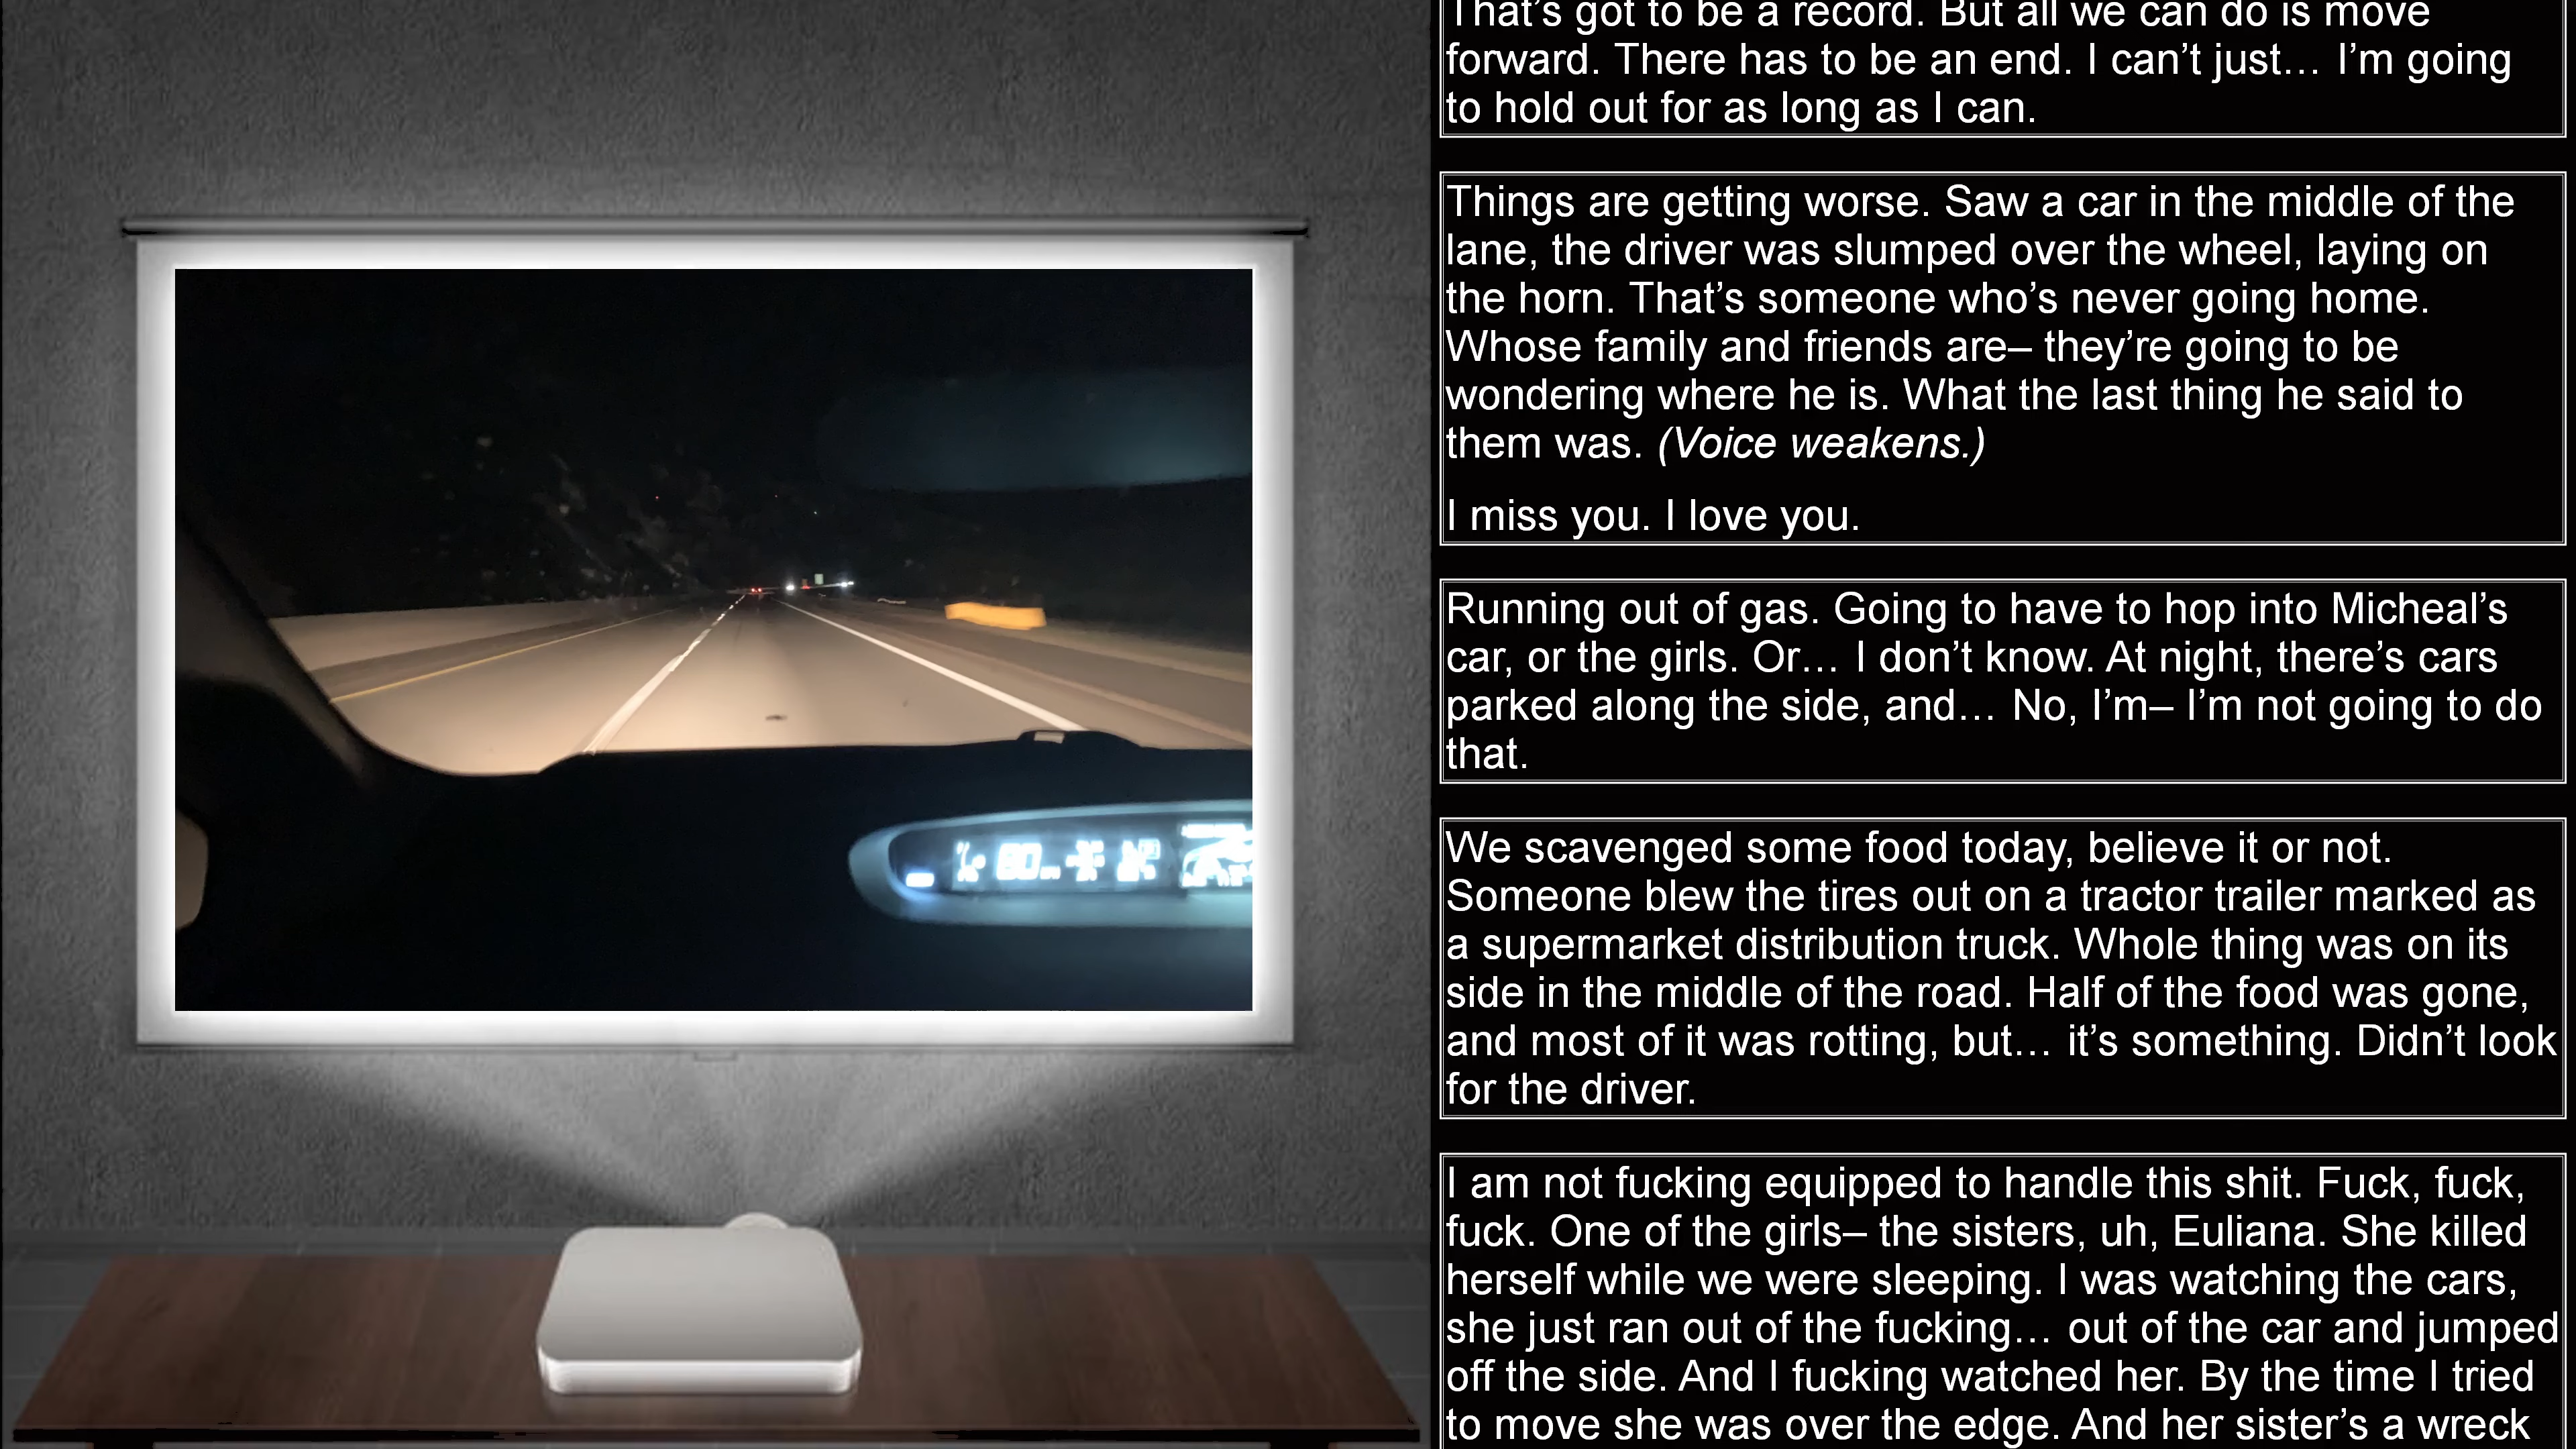 That’s got to be a record. But all we can do is move
forward. There has to be an end. I can’t just… I’m going
to hold out for as long as I can.
Things are getting worse. Saw a car in the middle of the
lane, the driver was slumped over the wheel, laying on
the horn. That’s someone who’s never going home.
Whose family and friends are– they’re going to be
wondering where he is. What the last thing he said to
them was. (Voice weakens.)
I miss you. I love you.
Running out of gas. Going to have to hop into Micheal’s
car, or the girls. Or… I don’t know. At night, there’s cars
parked along the side, and… No, I’m– I’m not going to do
that.
We scavenged some food today, believe it or not.
Someone blew the tires out on a tractor trailer marked as
a supermarket distribution truck. Whole thing was on its
side in the middle of the road. Half of the food was gone,
and most of it was rotting, but… it’s something. Didn’t look
for the driver.
I am not fucking equipped to handle this shit. Fuck, fuck,
fuck. One of the girls– the sisters, uh, Euliana. She killed
herself while we were sleeping. I was watching the cars,
she just ran out of the fucking… out of the car and jumped
off the side. And I fucking watched her. By the time I tried
to move she was over the edge. And her sister’s a wreck